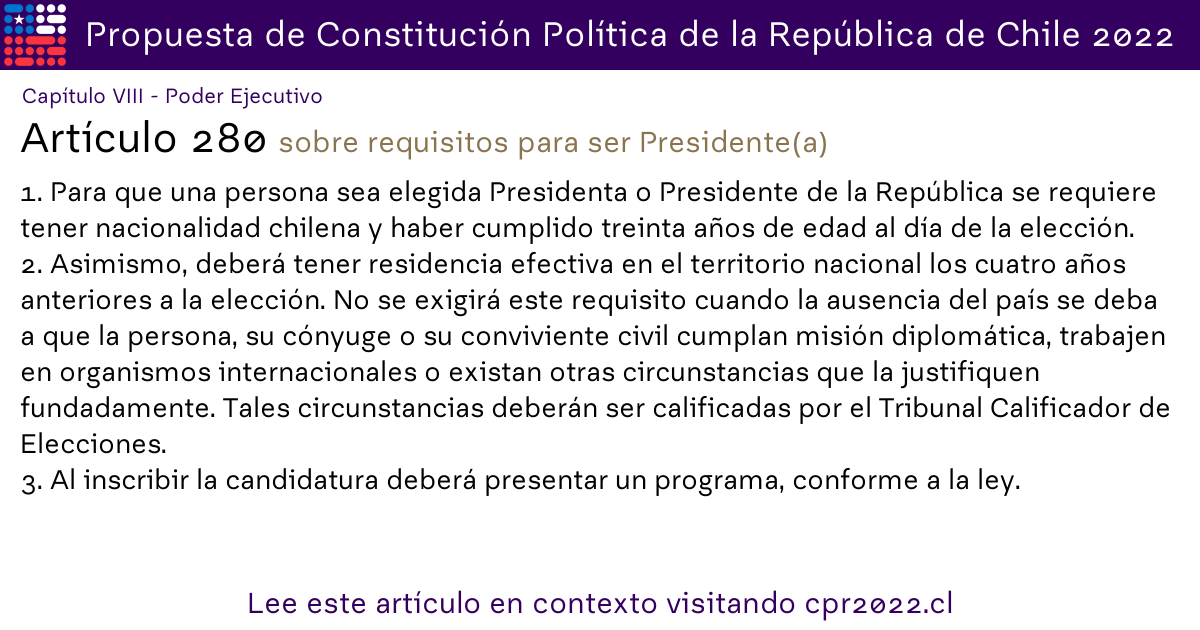 Propuesta de Constitución Política de la República de Chile 2022
Capítulo VIII - Poder Ejecutivo
Artículo 280 sobre requisitos para ser Presidente(a)
1. Para que una persona sea elegida Presidenta o Presidente de la República se requiere
tener nacionalidad chilena y haber cumplido treinta años de edad al día de la elección.
2. Asimismo, deberá tener residencia efectiva en el territorio nacional los cuatro años
anteriores a la elección. No se exigirá este requisito cuando la ausencia del país se deba
a que la persona, su cónyuge o su conviviente civil cumplan misión diplomática, trabajen
en organismos internacionales o existan otras circunstancias que la justifiquen
fundadamente. Tales circunstancias deberán ser calificadas por el Tribunal Calificador de
Elecciones.
3. Al inscribir la candidatura deberá presentar un programa, conforme a la ley.
Lee este artículo en contexto visitando cpr2022.cl